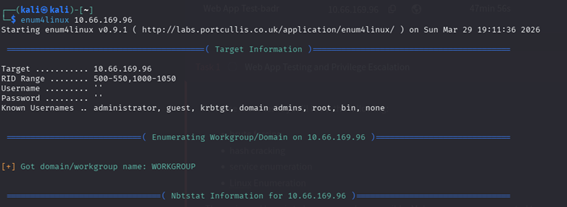 ┌──(kali㉿kali)-[~]
└─$ enum4linux 10.66.169.96
Starting enum4linux v0.9.1 ( http://labs.portcullis.co.uk/application/enum4linux/ ) on Sun Mar 29 19:11:36 2026
=========================================( Target Information )=========================================
Target ........... 10.66.169.96
RID Range ........ 500-550,1000-1050
Username ......... ''
Password ......... ''
Known Usernames .. administrator, guest, krbtgt, domain admins, root, bin, none
============================( Enumerating Workgroup/Domain on 10.66.169.96 )============================
[+] Got domain/workgroup name: WORKGROUP
================================( Nbtstat Information for 10.66.169.96 )================================